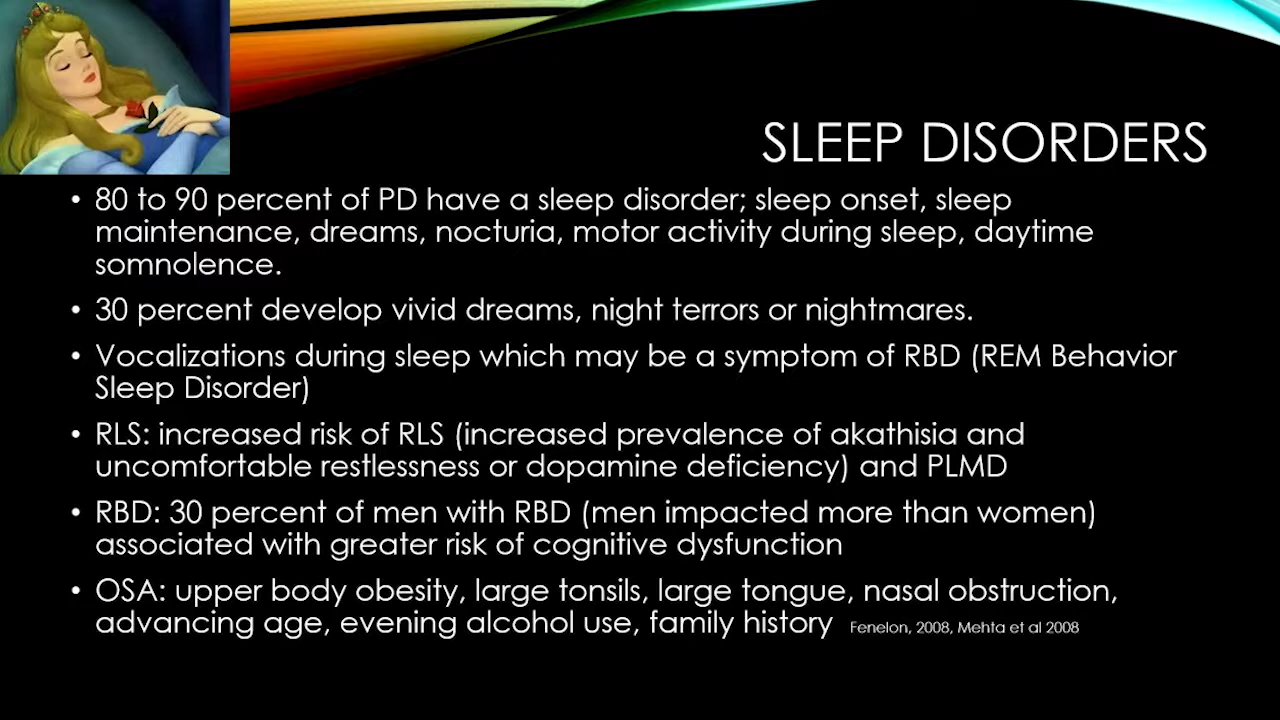 SLEEP DISORDERS
• 80 to 90 percent of PD have a sleep disorder; sleep onset, sleep
maintenance, dreams, nocturia, motor activity during sleep, daytime
somnolence.
• 30 percent develop vivid dreams, night terrors or nightmares.
• Vocalizations during sleep which may be a symptom of RBD (REM Behavior
Sleep Disorder)
• RLS: increased risk of RLS (increased prevalence of akathisia and
uncomfortable restlessness or dopamine deficiency) and PLMD
• RBD: 30 percent of men with RBD (men impacted more than women)
associated with greater risk of cognitive dysfunction
• OSA: upper body obesity, large tonsils, large tongue, nasal obstruction,
advancing age, evening alcohol use, family history Fenelon, 2008, Mehta et al 2008